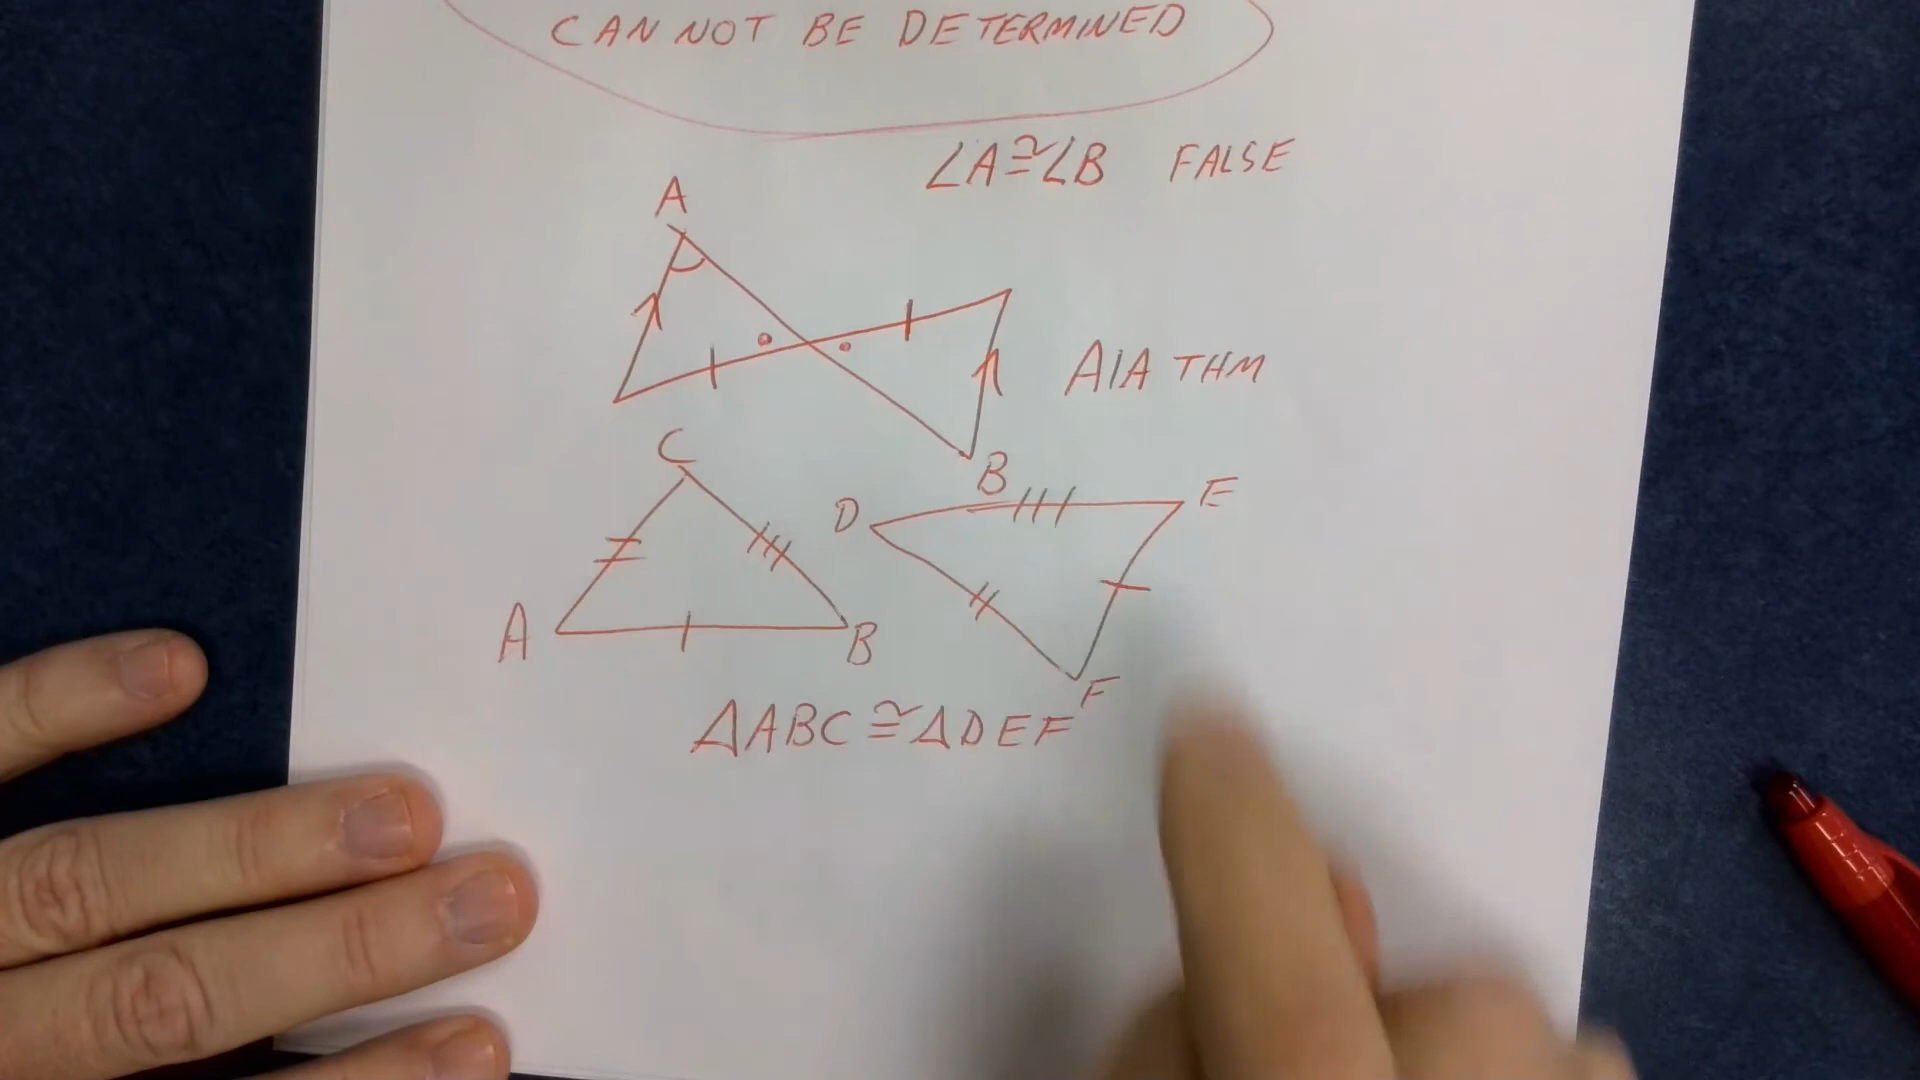 CAN NOT BE DETERMINED
∠A≅∠B FALSE
A
AIA THM
B
C
D
E
A
B
F
△ABC≅△DEF